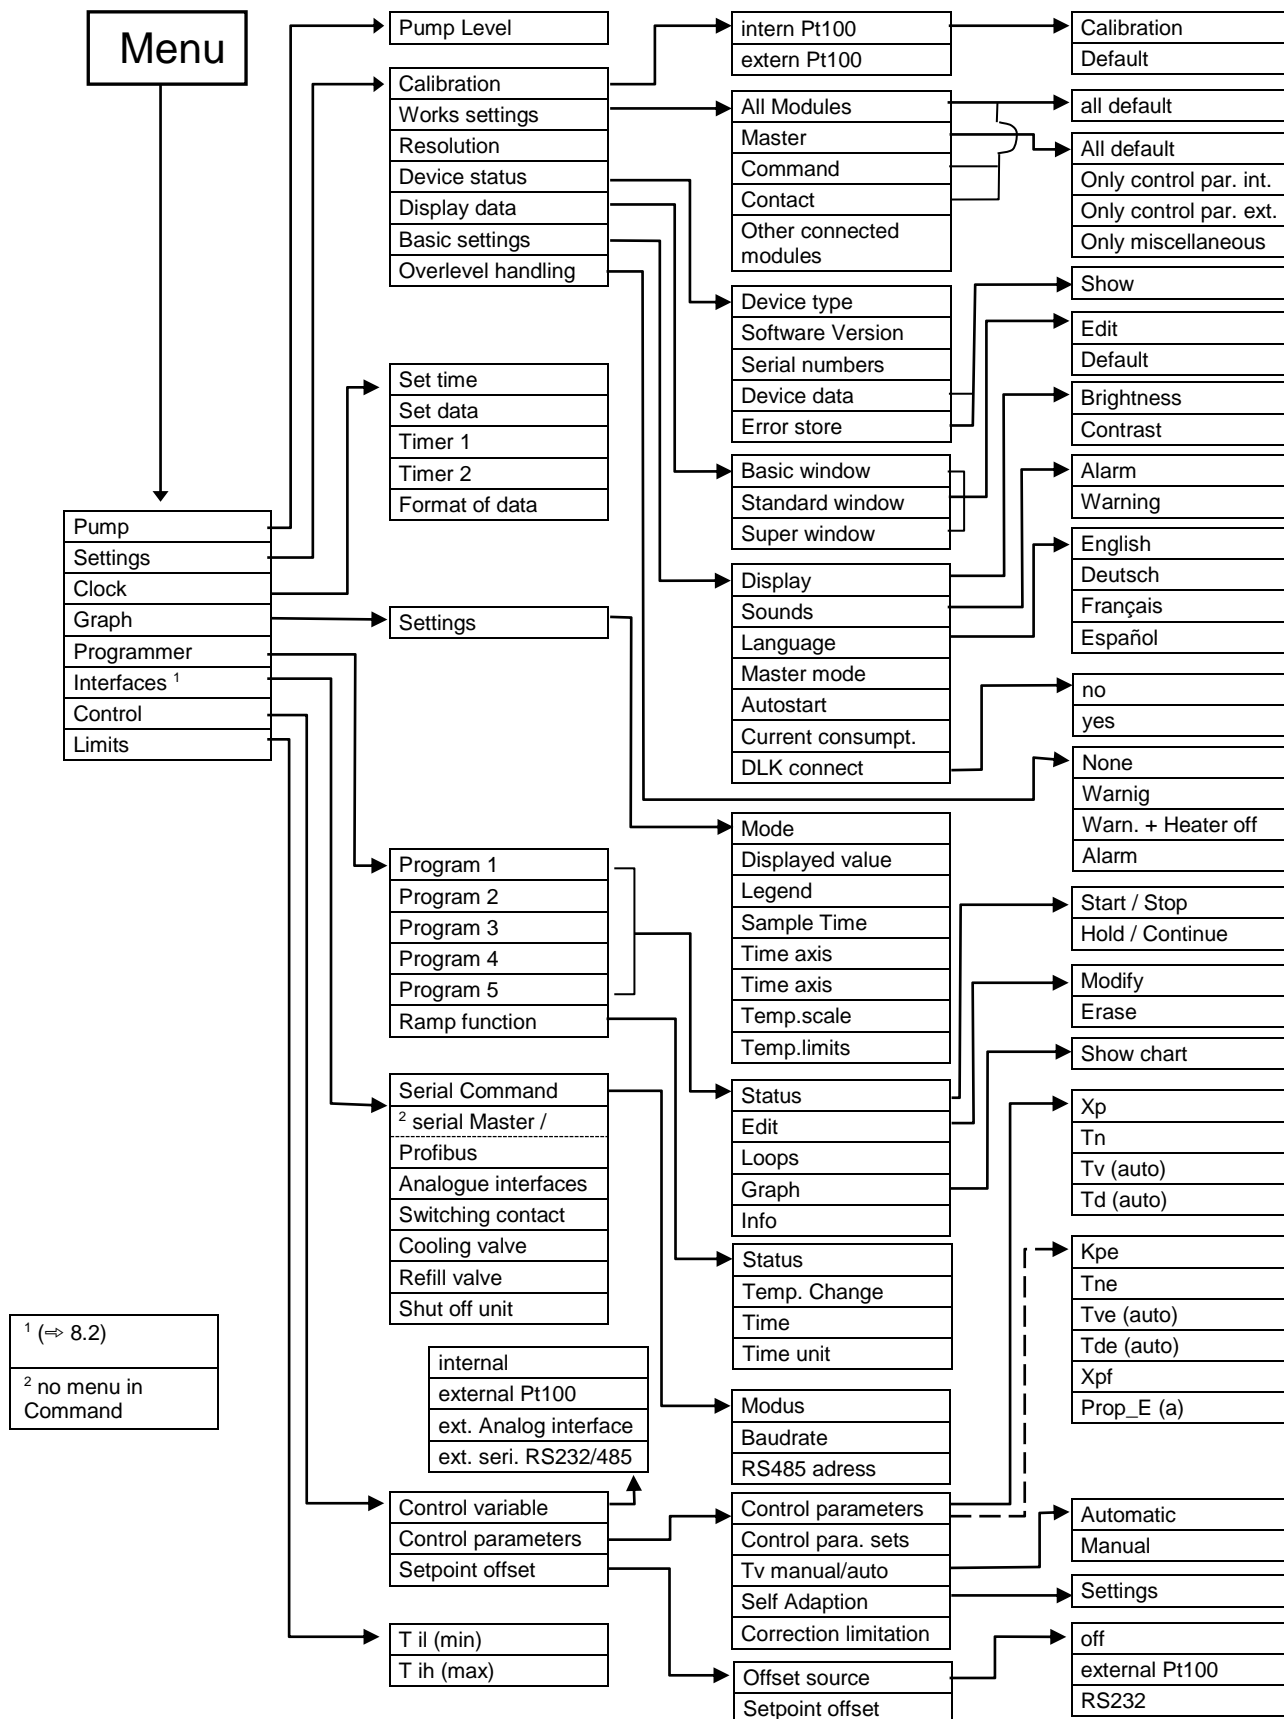 Menu
Pump
Settings
Clock
Graph
Programmer
Interfaces ¹
Control
Limits
¹ (⇨ 8.2)
² no menu in
Command
Pump Level
Calibration
Works settings
Resolution
Device status
Display data
Basic settings
Overlevel handling
Set time
Set data
Timer 1
Timer 2
Format of data
Settings
Program 1
Program 2
Program 3
Program 4
Program 5
Ramp function
Serial Command
² serial Master /
Profibus
Analogue interfaces
Switching contact
Cooling valve
Refill valve
Shut off unit
internal
external Pt100
ext. Analog interface
ext. seri. RS232/485
Control variable
Control parameters
Setpoint offset
T il (min)
T ih (max)
intern Pt100
extern Pt100
All Modules
Master
Command
Contact
Other connected
modules
Device type
Software Version
Serial numbers
Device data
Error store
Basic window
Standard window
Super window
Display
Sounds
Language
Master mode
Autostart
Current consumpt.
DLK connect
Mode
Displayed value
Legend
Sample Time
Time axis
Time axis
Temp.scale
Temp.limits
Status
Edit
Loops
Graph
Info
Status
Temp. Change
Time
Time unit
Modus
Baudrate
RS485 adress
Control parameters
Control para. sets
Tv manual/auto
Self Adaption
Correction limitation
Offset source
Setpoint offset
Calibration
Default
all default
All default
Only control par. int.
Only control par. ext.
Only miscellaneous
Show
Edit
Default
Brightness
Contrast
Alarm
Warning
English
Deutsch
Français
Español
no
yes
None
Warnig
Warn. + Heater off
Alarm
Start / Stop
Hold / Continue
Modify
Erase
Show chart
Xp
Tn
Tv (auto)
Td (auto)
Kpe
Tne
Tve (auto)
Tde (auto)
Xpf
Prop_E (a)
Automatic
Manual
Settings
off
external Pt100
RS232